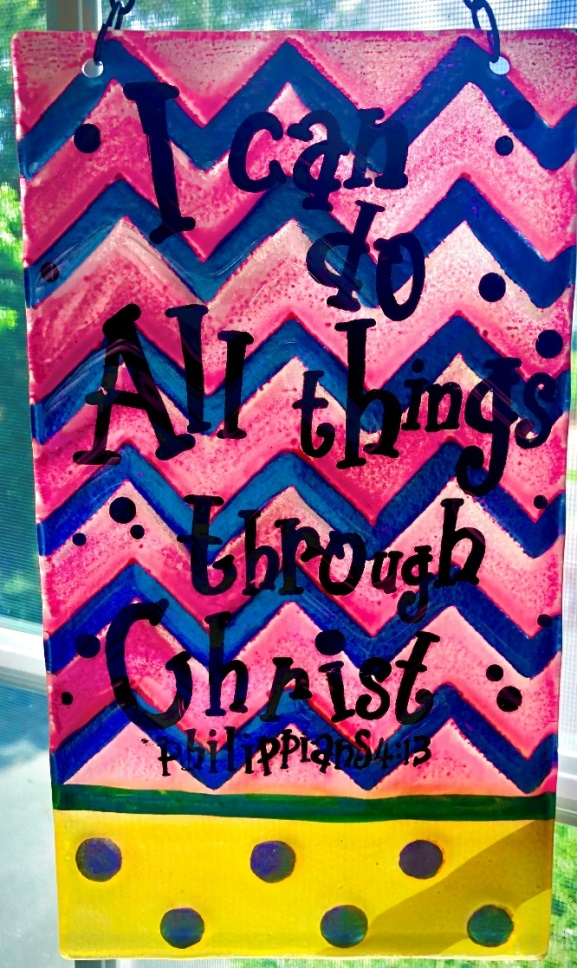 I can
do
All things
through
Christ
Philippians 4:13